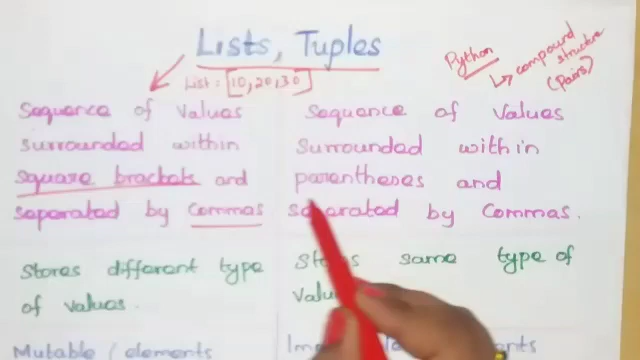 Lists, Tuples
Python
↳ compound
structure
(Pairs)
List : [10,20,30]
Sequence of Values
surrounded within
square brackets and
separated by commas
Sequence of Values
Surrounded within
parentheses and
separated by Commas.
Stores different type
of values.
same type of
Mutable / elements